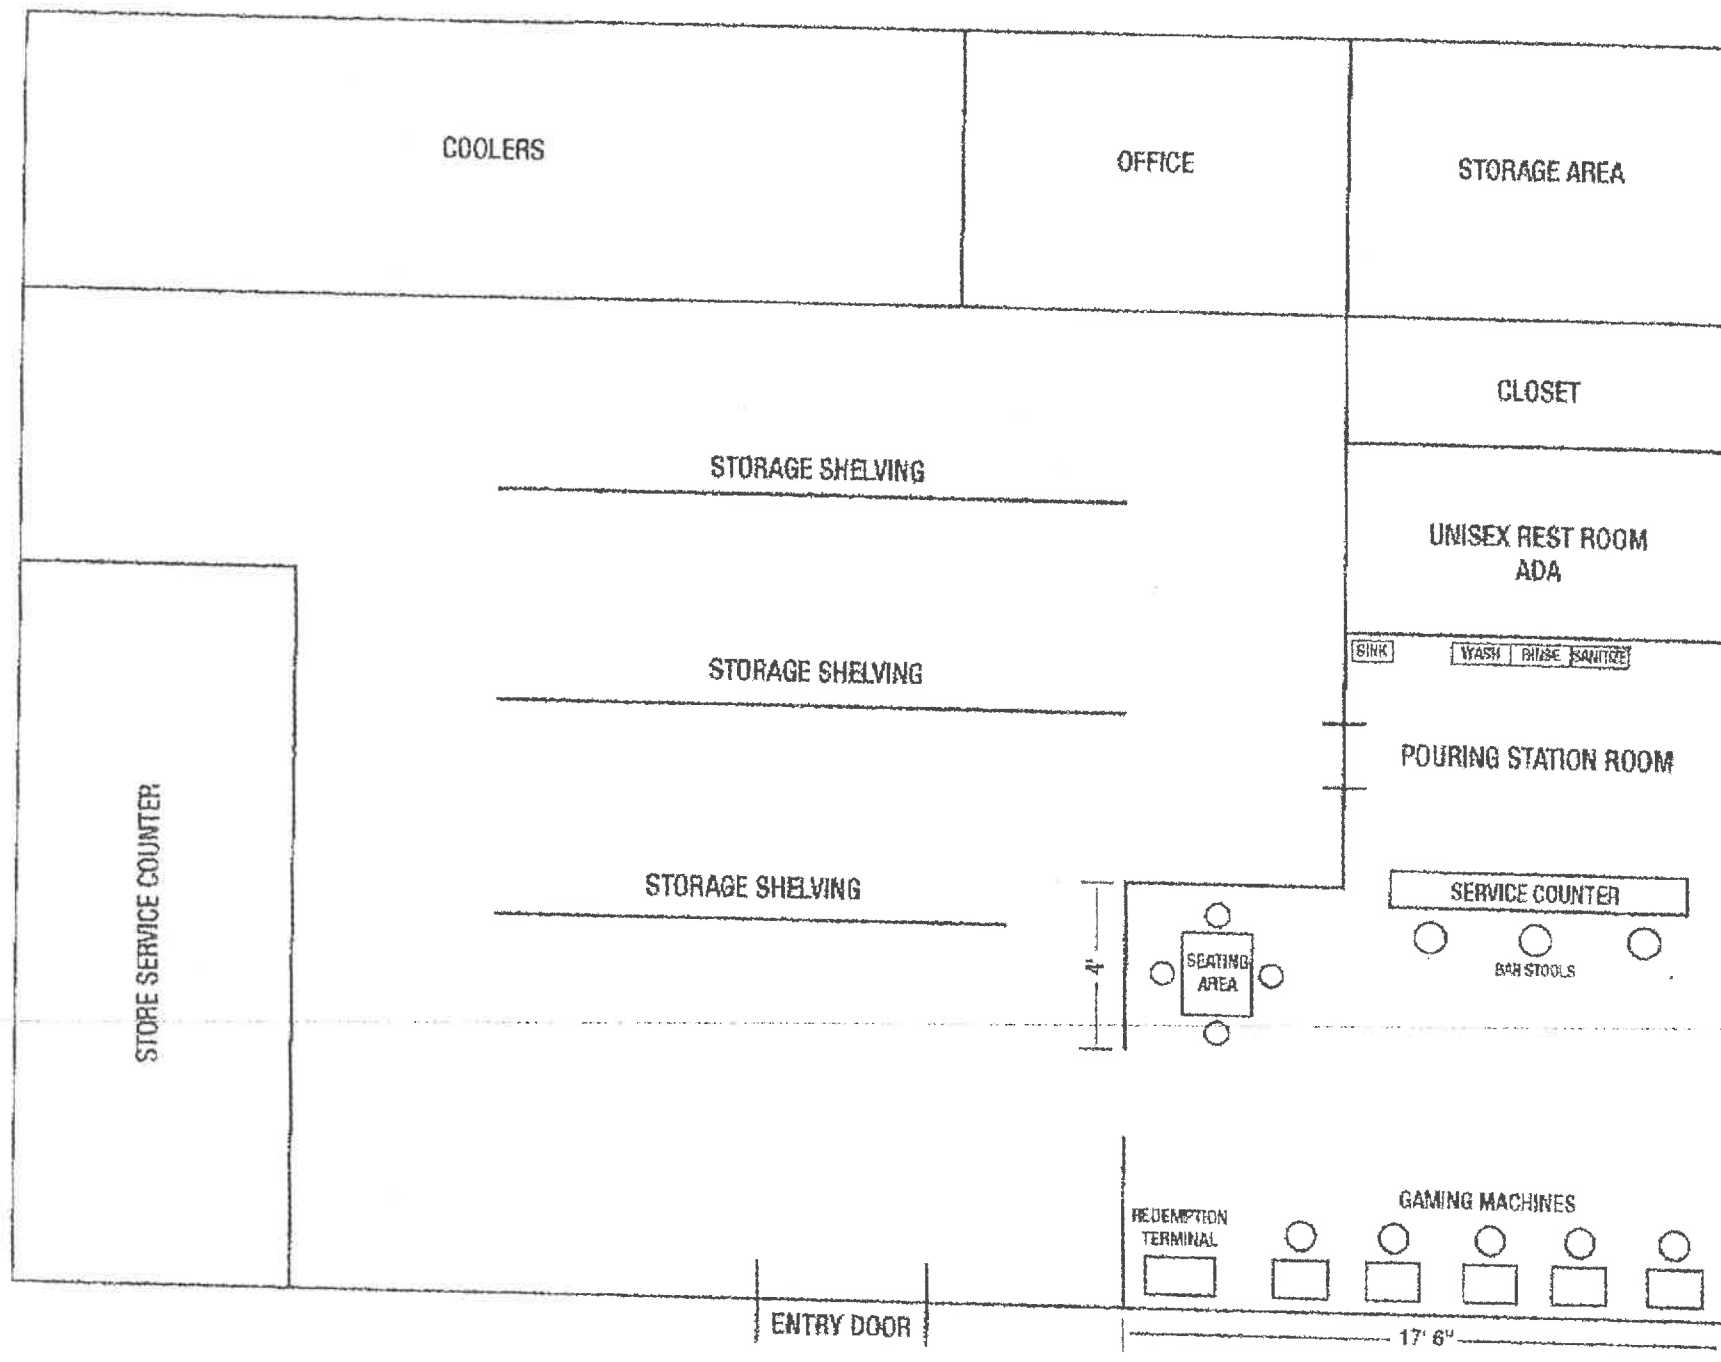 COOLERS
OFFICE
STORAGE AREA
CLOSET
STORAGE SHELVING
UNISEX REST ROOM
ADA
SINK
WASH RINSE SANITIZE
STORAGE SHELVING
POURING STATION ROOM
STORE SERVICE COUNTER
STORAGE SHELVING
SERVICE COUNTER
4'
SEATING
AREA
BAR STOOLS
GAMING MACHINES
REDEMPTION
TERMINAL
ENTRY DOOR
17' 6"